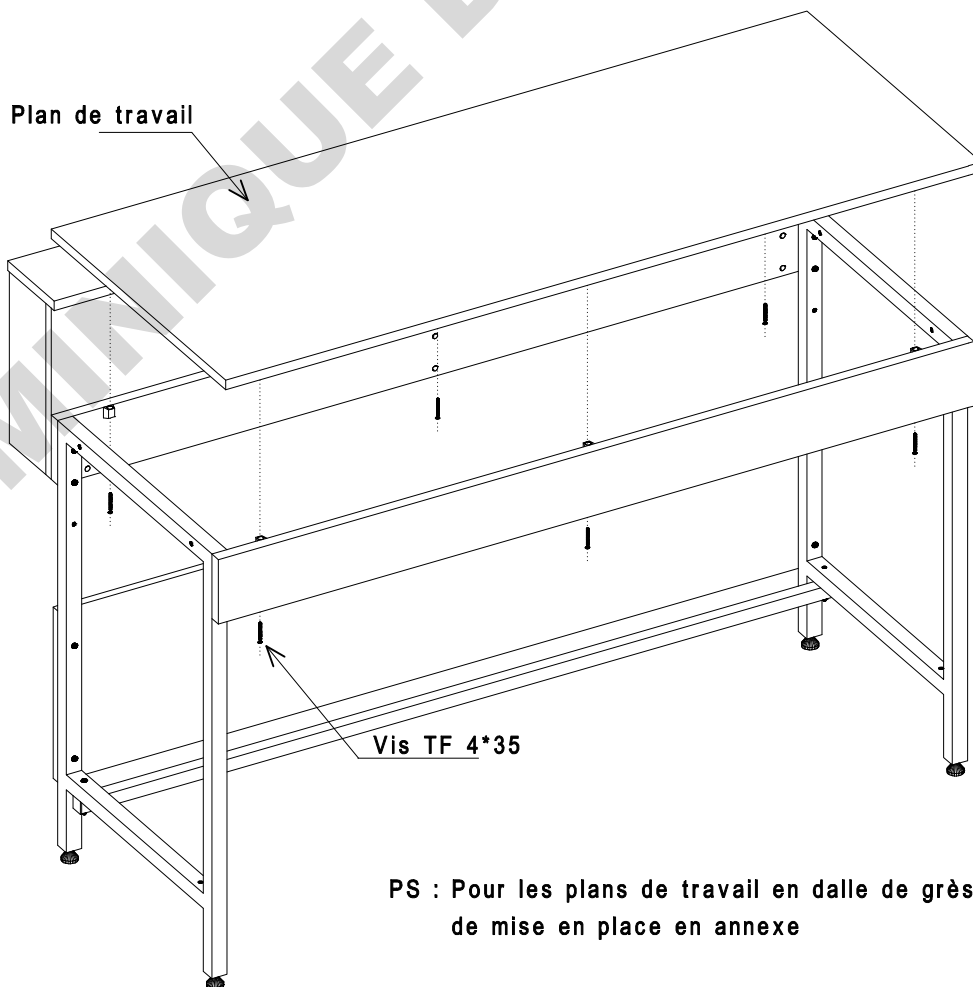 MINIQUE
Plan de travail
Vis TF 4*35
PS : Pour les plans de travail en dalle de grès
de mise en place en annexe